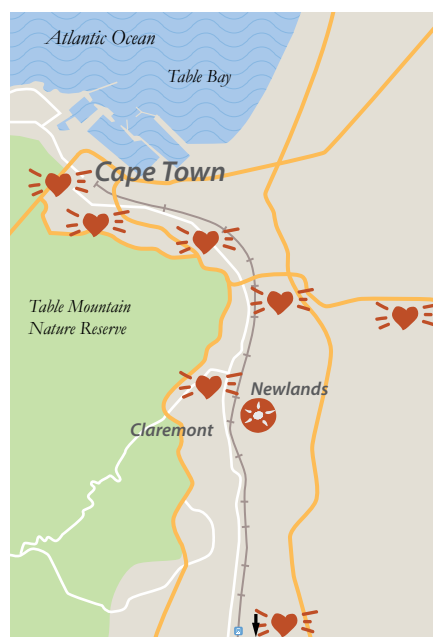 Atlantic Ocean
Table Bay
Cape Town
Table Mountain
Nature Reserve
Newlands
Claremont